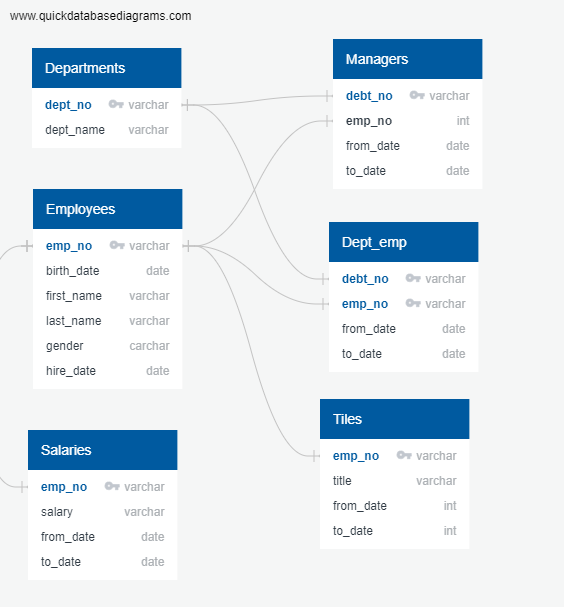 www.quickdatabasediagrams.com
Departments
dept_no varchar
dept_name varchar
Managers
debt_no varchar
emp_no int
from_date date
to_date date
Employees
emp_no varchar
birth_date date
first_name varchar
last_name varchar
gender carchar
hire_date date
Dept_emp
debt_no varchar
emp_no varchar
from_date date
to_date date
Salaries
emp_no varchar
salary varchar
from_date date
to_date date
Tiles
emp_no varchar
title varchar
from_date int
to_date int